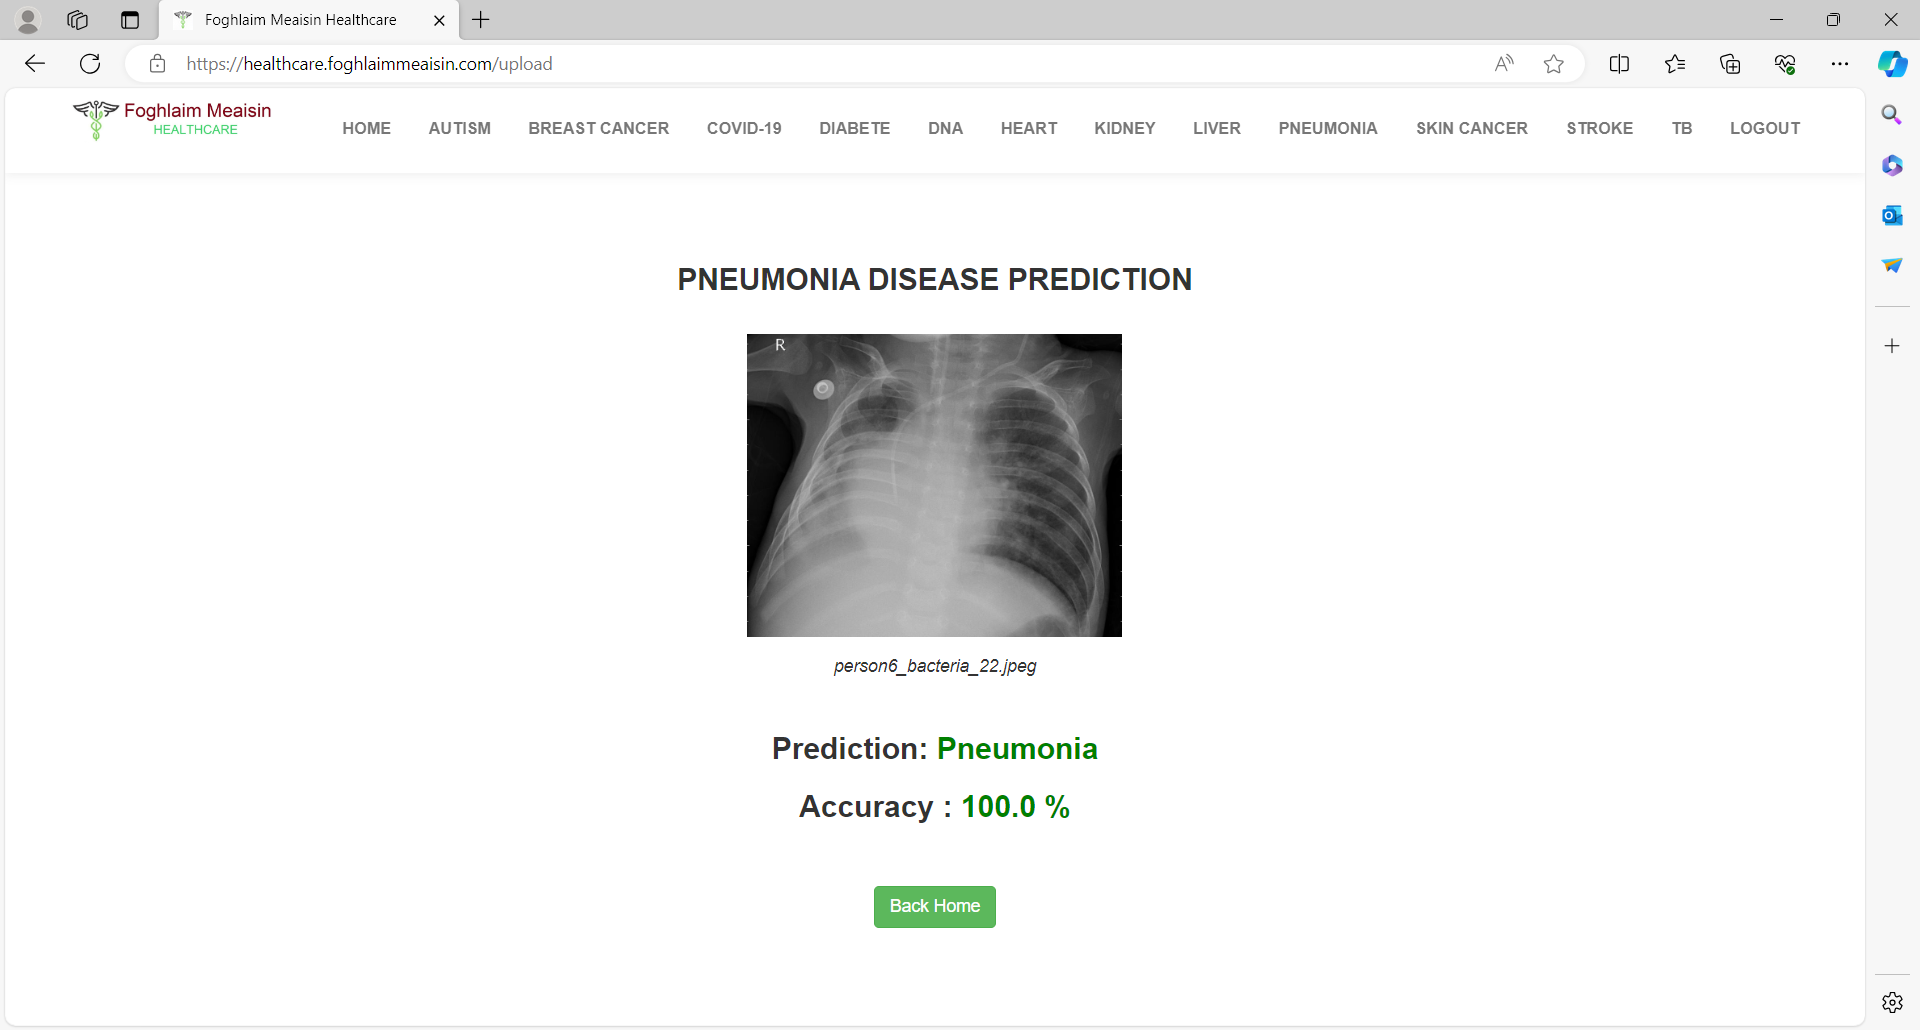 Foghlaim Meaisin Healthcare
https://healthcare.foghlaimmeaisin.com/upload
Foghlaim Meaisin
HEALTHCARE
HOME AUTISM BREAST CANCER COVID-19 DIABETE DNA HEART KIDNEY LIVER PNEUMONIA SKIN CANCER STROKE TB LOGOUT
PNEUMONIA DISEASE PREDICTION
R
person6_bacteria_22.jpeg
Prediction: Pneumonia
Accuracy : 100.0 %
Back Home